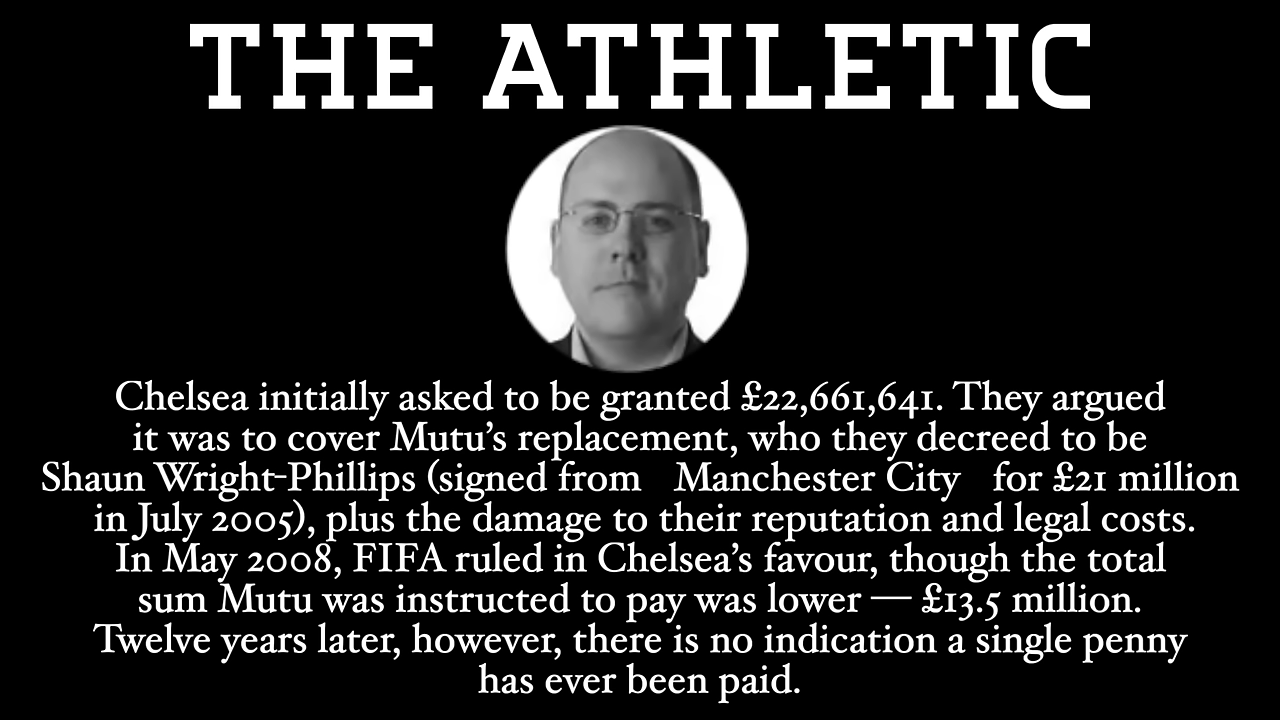 THE ATHLETIC
Chelsea initially asked to be granted £22,661,641. They argued
it was to cover Mutu’s replacement, who they decreed to be
Shaun Wright-Phillips (signed from Manchester City for £21 million
in July 2005), plus the damage to their reputation and legal costs.
In May 2008, FIFA ruled in Chelsea’s favour, though the total
sum Mutu was instructed to pay was lower — £13.5 million.
Twelve years later, however, there is no indication a single penny
has ever been paid.